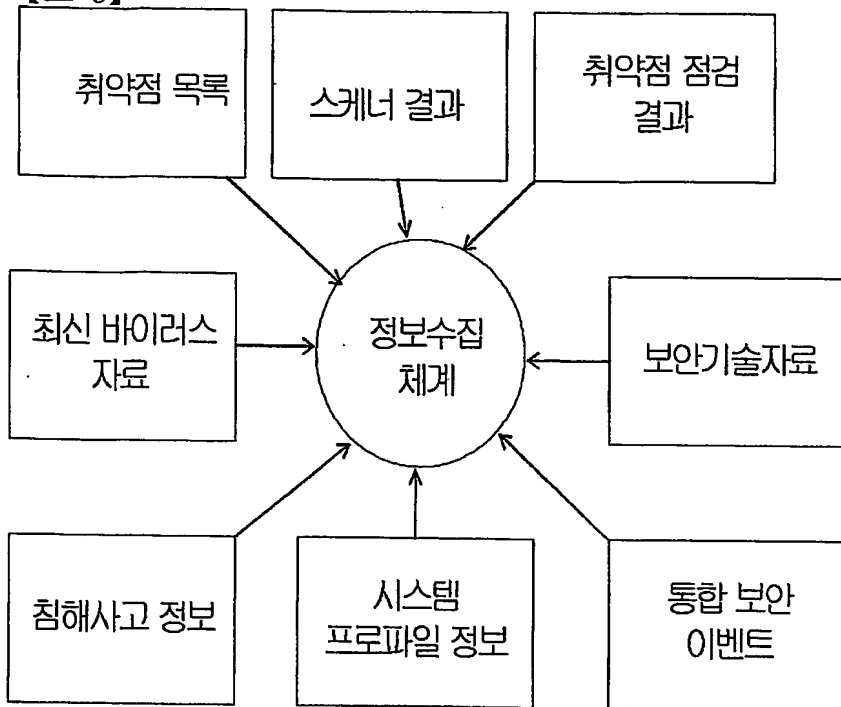 취약점 목록
스케너 결과
취약점 점검
결과
최신 바이러스
자료
정보수집
체계
보안기술자료
침해사고 정보
시스템
프로파일 정보
통합 보안
이벤트